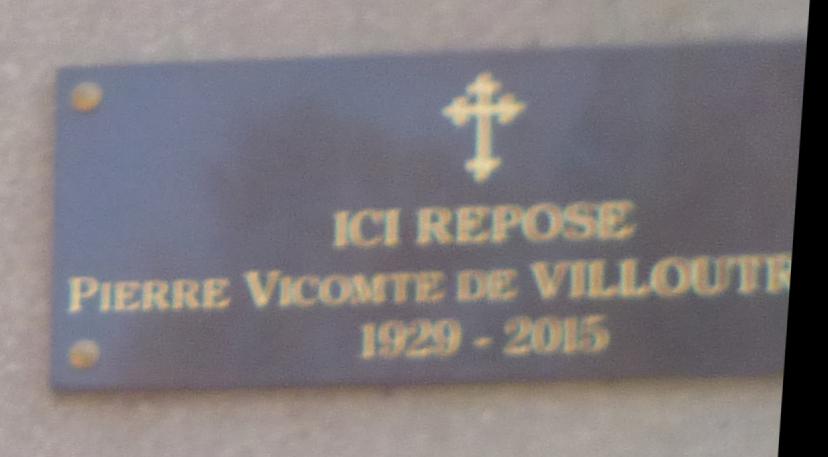 ICI REPOSE
PIERRE VICOMTE DE VILLOUTR
1929 - 2015